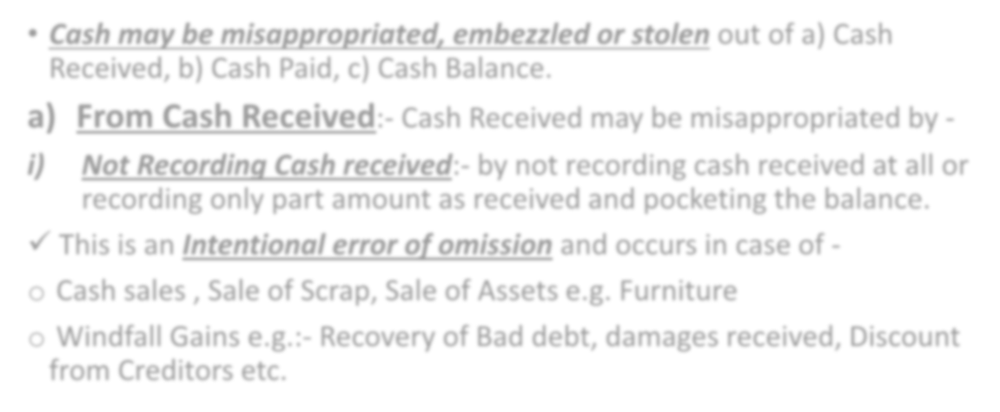 • Cash may be misappropriated, embezzled or stolen out of a) Cash
Received, b) Cash Paid, c) Cash Balance.
a) From Cash Received:- Cash Received may be misappropriated by -
i) Not Recording Cash received:- by not recording cash received at all or
recording only part amount as received and pocketing the balance.
✓ This is an Intentional error of omission and occurs in case of -
o Cash sales , Sale of Scrap, Sale of Assets e.g. Furniture
o Windfall Gains e.g.:- Recovery of Bad debt, damages received, Discount
from Creditors etc.